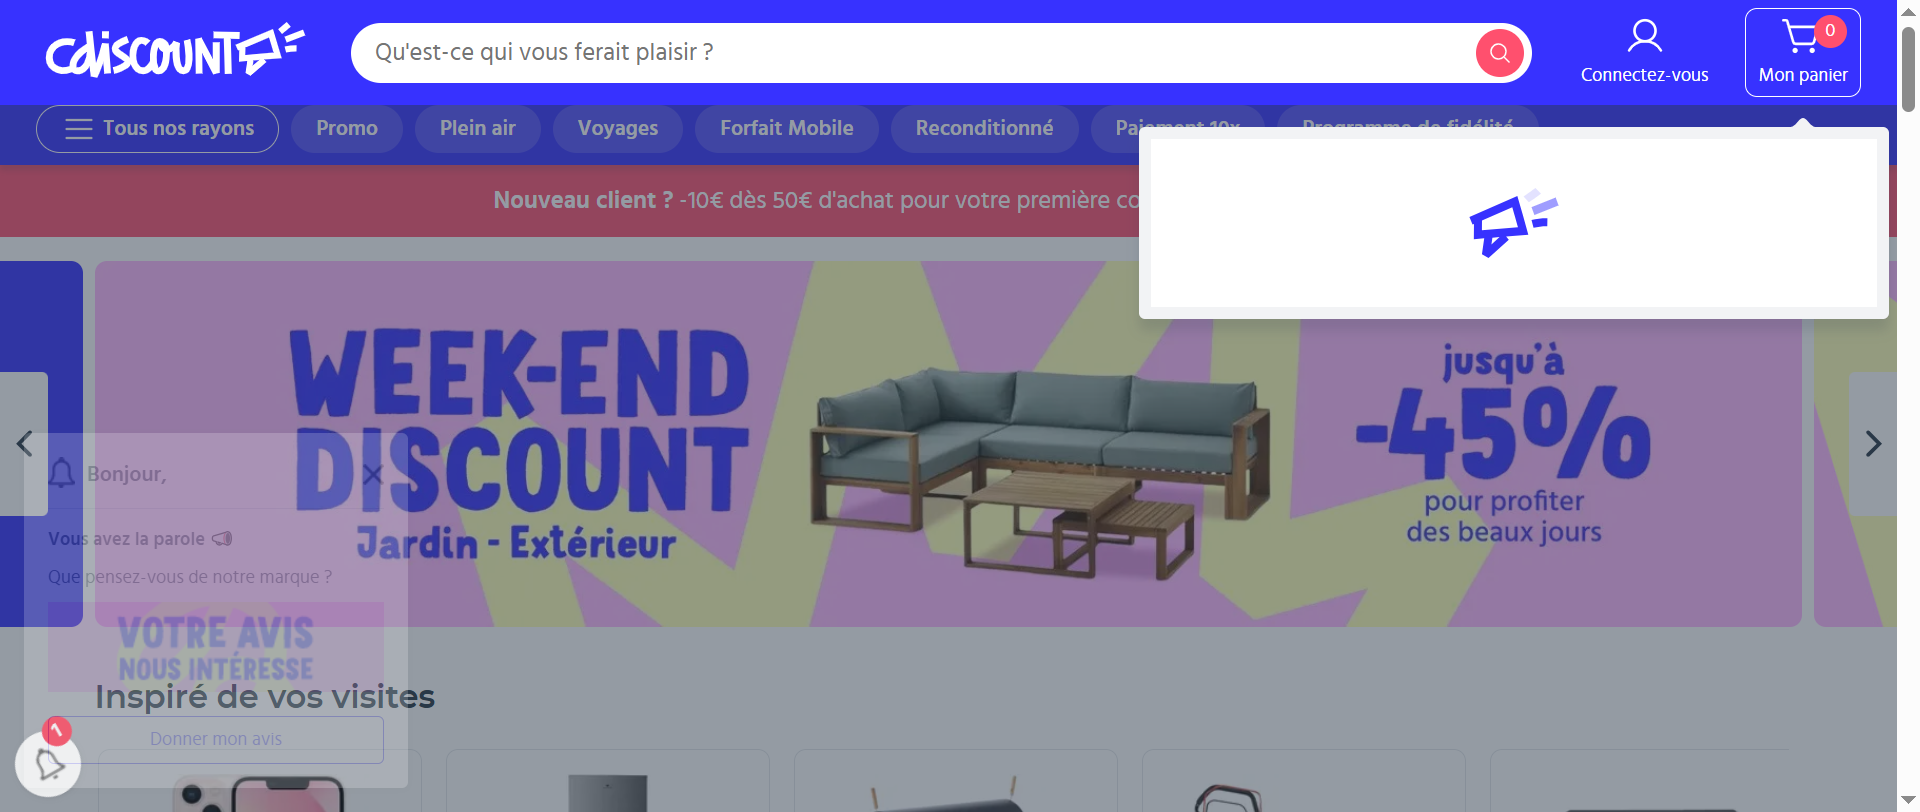 cdiscount
Qu'est-ce qui vous ferait plaisir ?
Connectez-vous
0
Mon panier
Tous nos rayons
Promo
Plein air
Voyages
Forfait Mobile
Reconditionné
Paiement 10x
Programme de fidélité
Nouveau client ? -10€ dès 50€ d'achat pour votre première
WEEK-END
DISCOUNT
Jardin - Extérieur
jusqu'à
-45%
pour profiter
des beaux jours
Bonjour,
Vous avez la parole
Que pensez-vous de notre marque ?
VOTRE AVIS
NOUS INTÉRESSE
Inspiré de vos visites
Donner mon avis
1